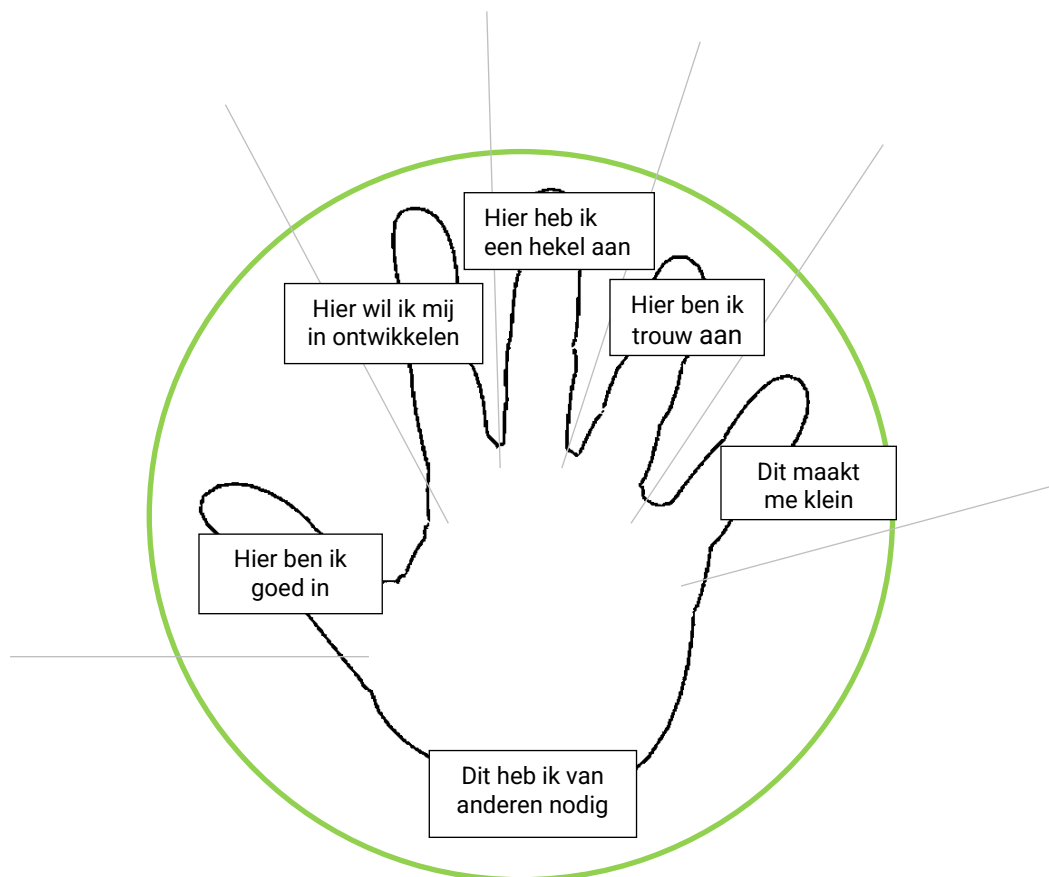 Hier heb ik
een hekel aan
Hier wil ik mij
in ontwikkelen
Hier ben ik
trouw aan
Dit maakt
me klein
Hier ben ik
goed in
Dit heb ik van
anderen nodig